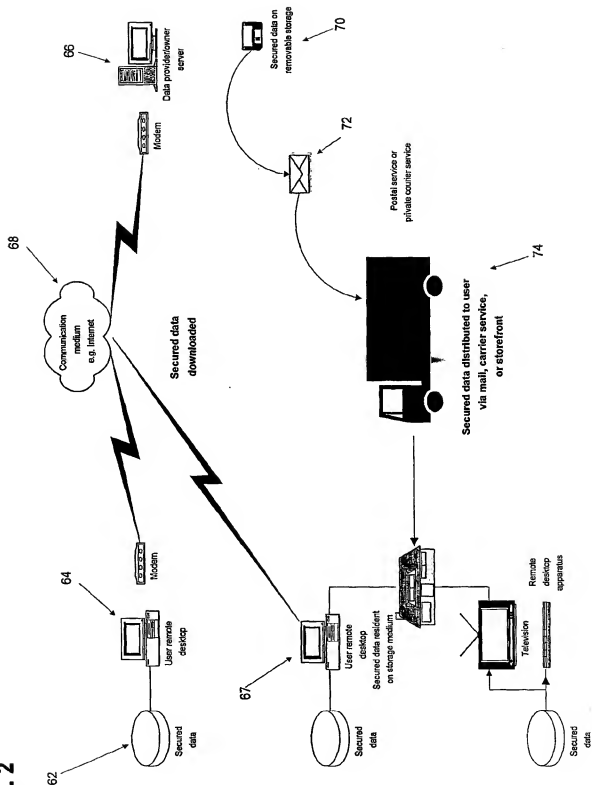 66
Data provider/owner
server
Modem
70
Secured data on
removable storage
72
Postal service or
private courier service
68
Communication
medium
e.g. Internet
Secured data
downloaded
74
Secured data distributed to user
via mail, carrier service,
or storefront
64
Modem
User remote
desktop
67
User remote
desktop
Secured data resident
on storage medium
Television
Remote
desktop
apparatus
62
Secured
data
Secured
data
Secured
data
. 2